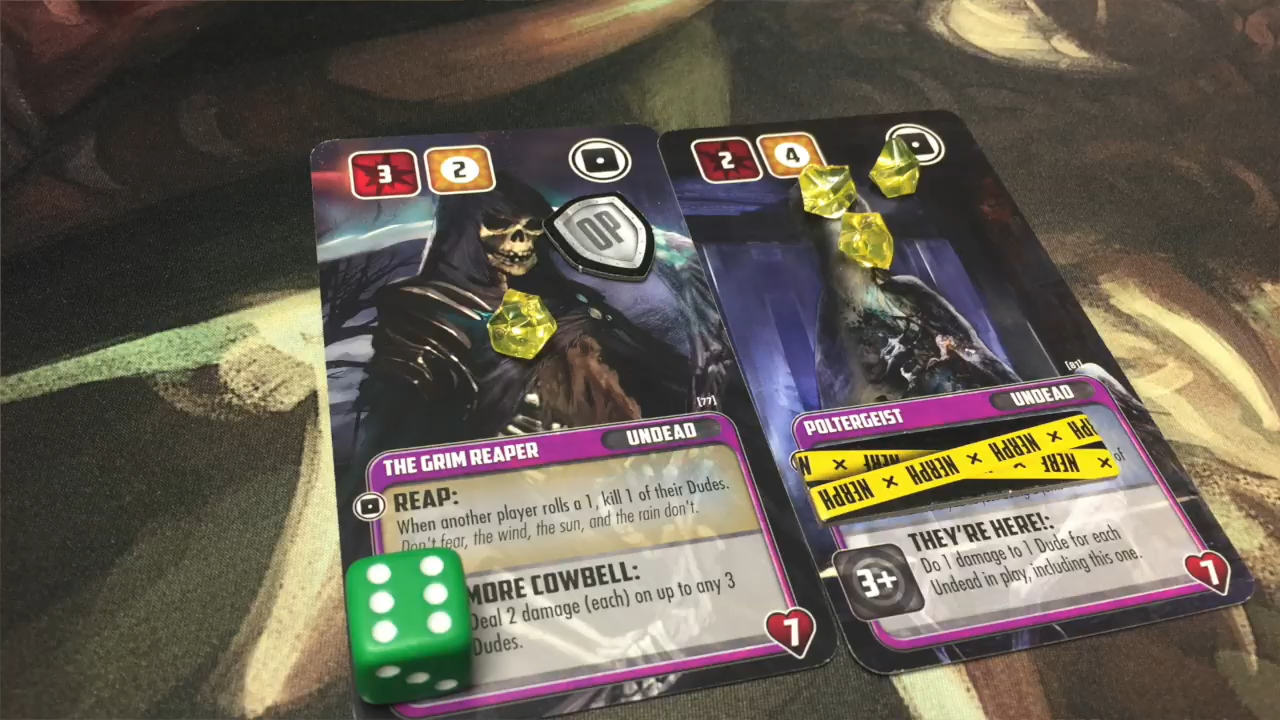 3 2
OP
[77]
THE GRIM REAPER
UNDEAD
REAP:
When another player rolls a 1, kill 1 of their Dudes.
Don't fear, the wind, the sun, and the rain don't.
MORE COWBELL:
Deal 2 damage (each) on up to any 3
Dudes.
7
2 4
[81]
POLTERGEIST
UNDEAD
NERPH × NERPH × NERPH
of
THEY'RE HERE!:
3+
Do 1 damage to 1 Dude for each
Undead in play, including this one.
7